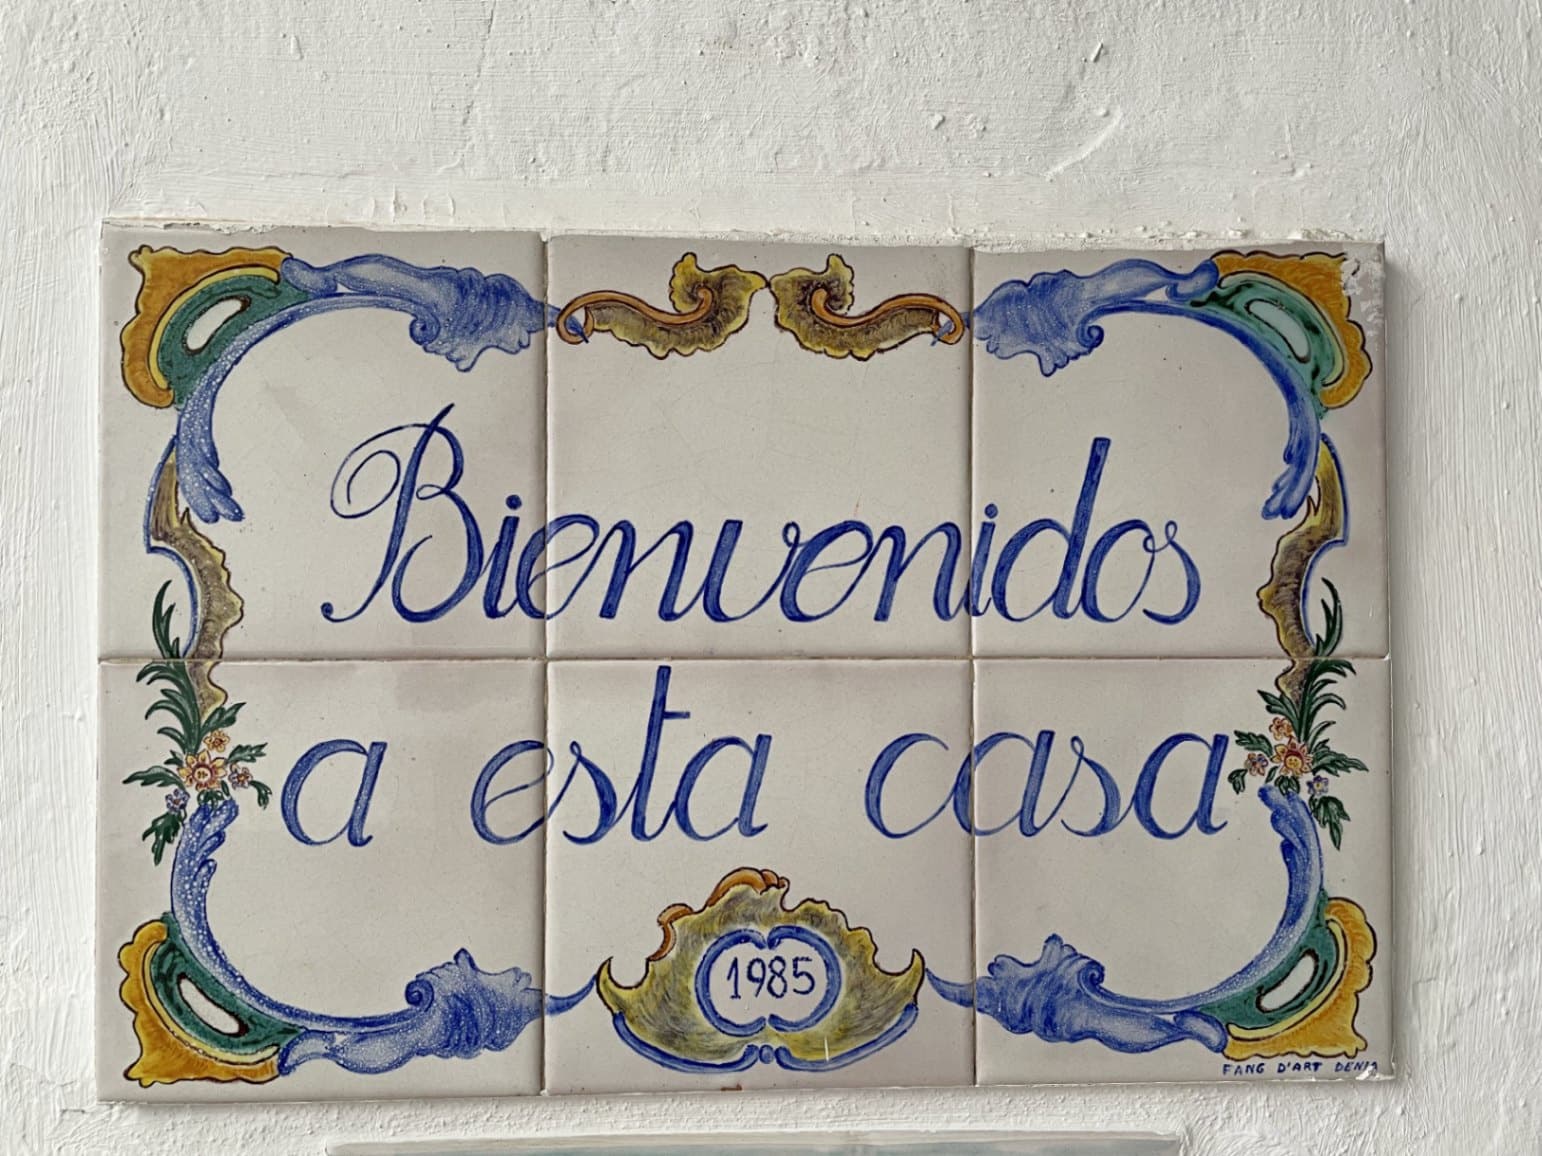 Bienvenidos
a esta casa
1985
FANG D'ART DENIA